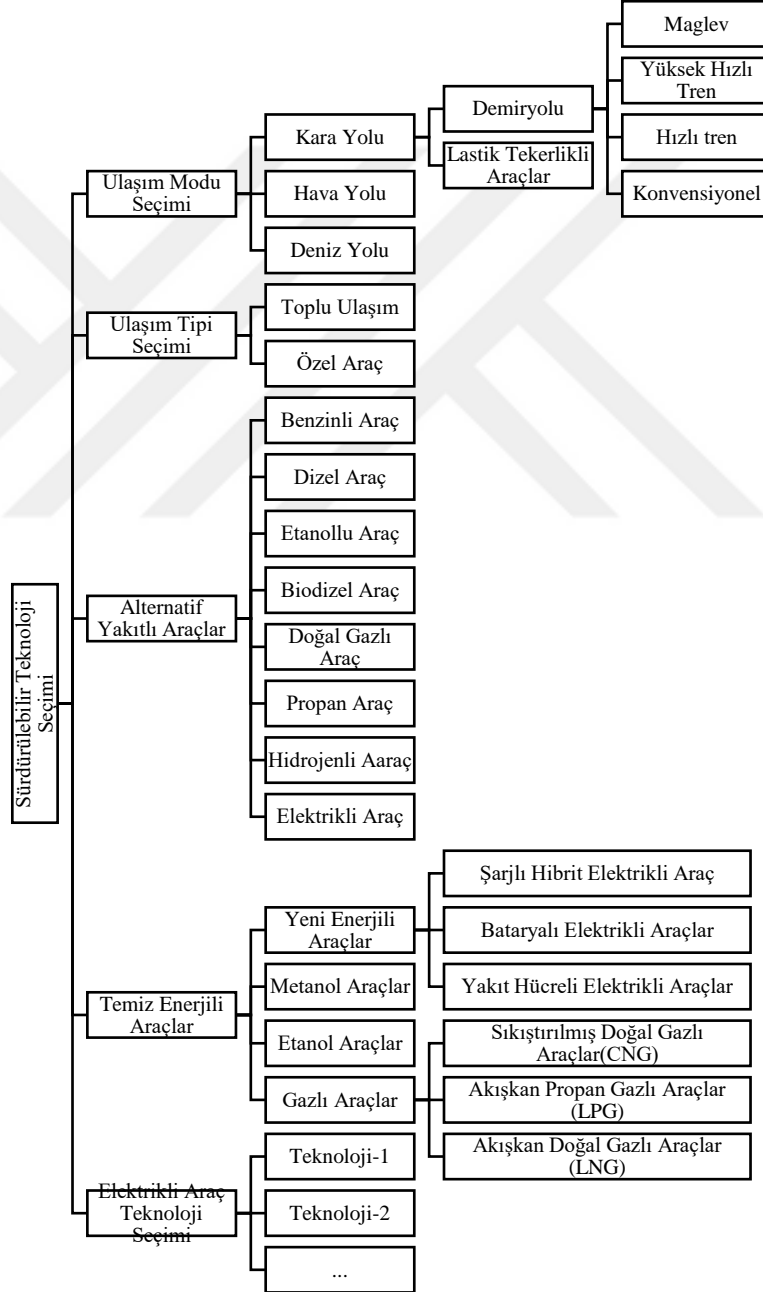 Sürdürülebilir Teknoloji
Seçimi
Ulaşım Modu
Seçimi
Kara Yolu
Demiryolu
Maglev
Yüksek Hızlı
Tren
Hızlı tren
Konvensiyonel
Lastik Tekerlikli
Araçlar
Hava Yolu
Deniz Yolu
Ulaşım Tipi
Seçimi
Toplu Ulaşım
Özel Araç
Alternatif
Yakıtlı Araçlar
Benzinli Araç
Dizel Araç
Etanollu Araç
Biodizel Araç
Doğal Gazlı
Araç
Propan Araç
Hidrojenli Aaraç
Elektrikli Araç
Temiz Enerjili
Araçlar
Yeni Enerjili
Araçlar
Şarjlı Hibrit Elektrikli Araç
Bataryalı Elektrikli Araçlar
Yakıt Hücreli Elektrikli Araçlar
Metanol Araçlar
Etanol Araçlar
Gazlı Araçlar
Sıkıştırılmış Doğal Gazlı
Araçlar(CNG)
Akışkan Propan Gazlı Araçlar
(LPG)
Akışkan Doğal Gazlı Araçlar
(LNG)
Elektrikli Araç
Teknoloji
Seçimi
Teknoloji-1
Teknoloji-2
...